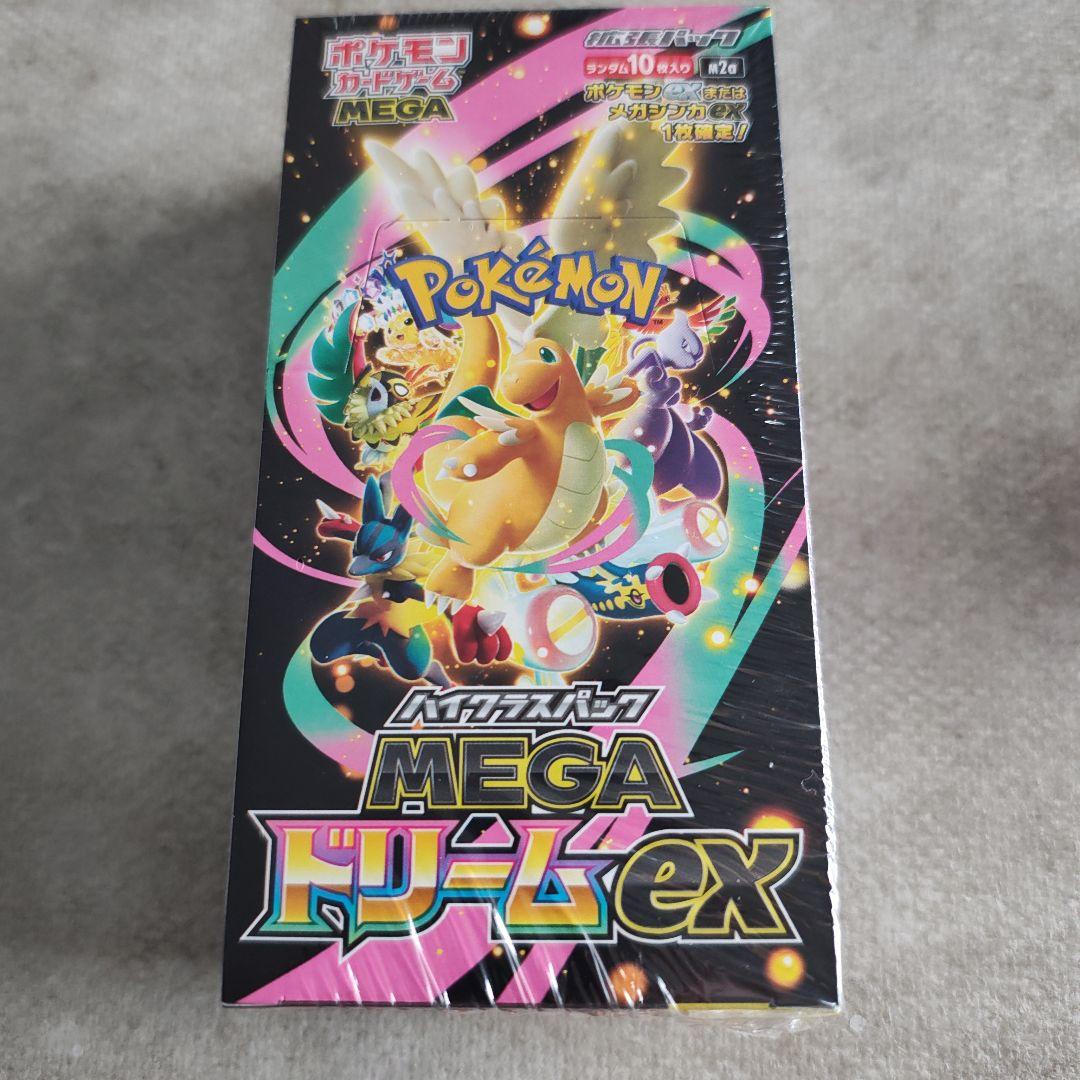 ポケモン
カードゲーム
MEGA
拡張パック
ランダム10枚入り
M2a
ポケモンexまたは
メガシンカex
1枚確定!
POKéMON
TM
ハイクラスパック
MEGA
ドリームex